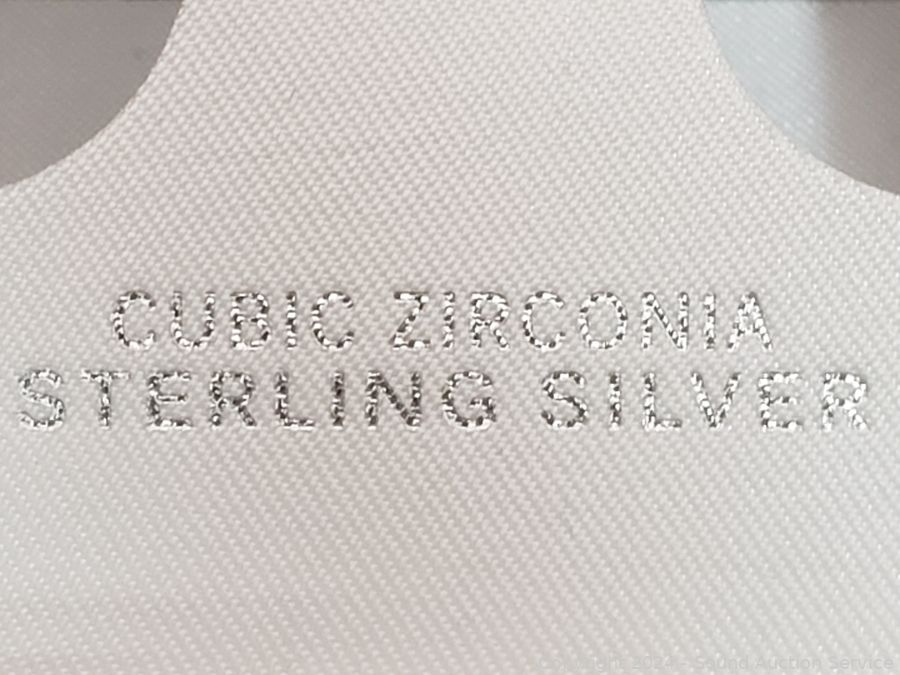 CUBIC ZIRCONIA
STERLING SILVER
Copyright 2024 - Sound Auction Service